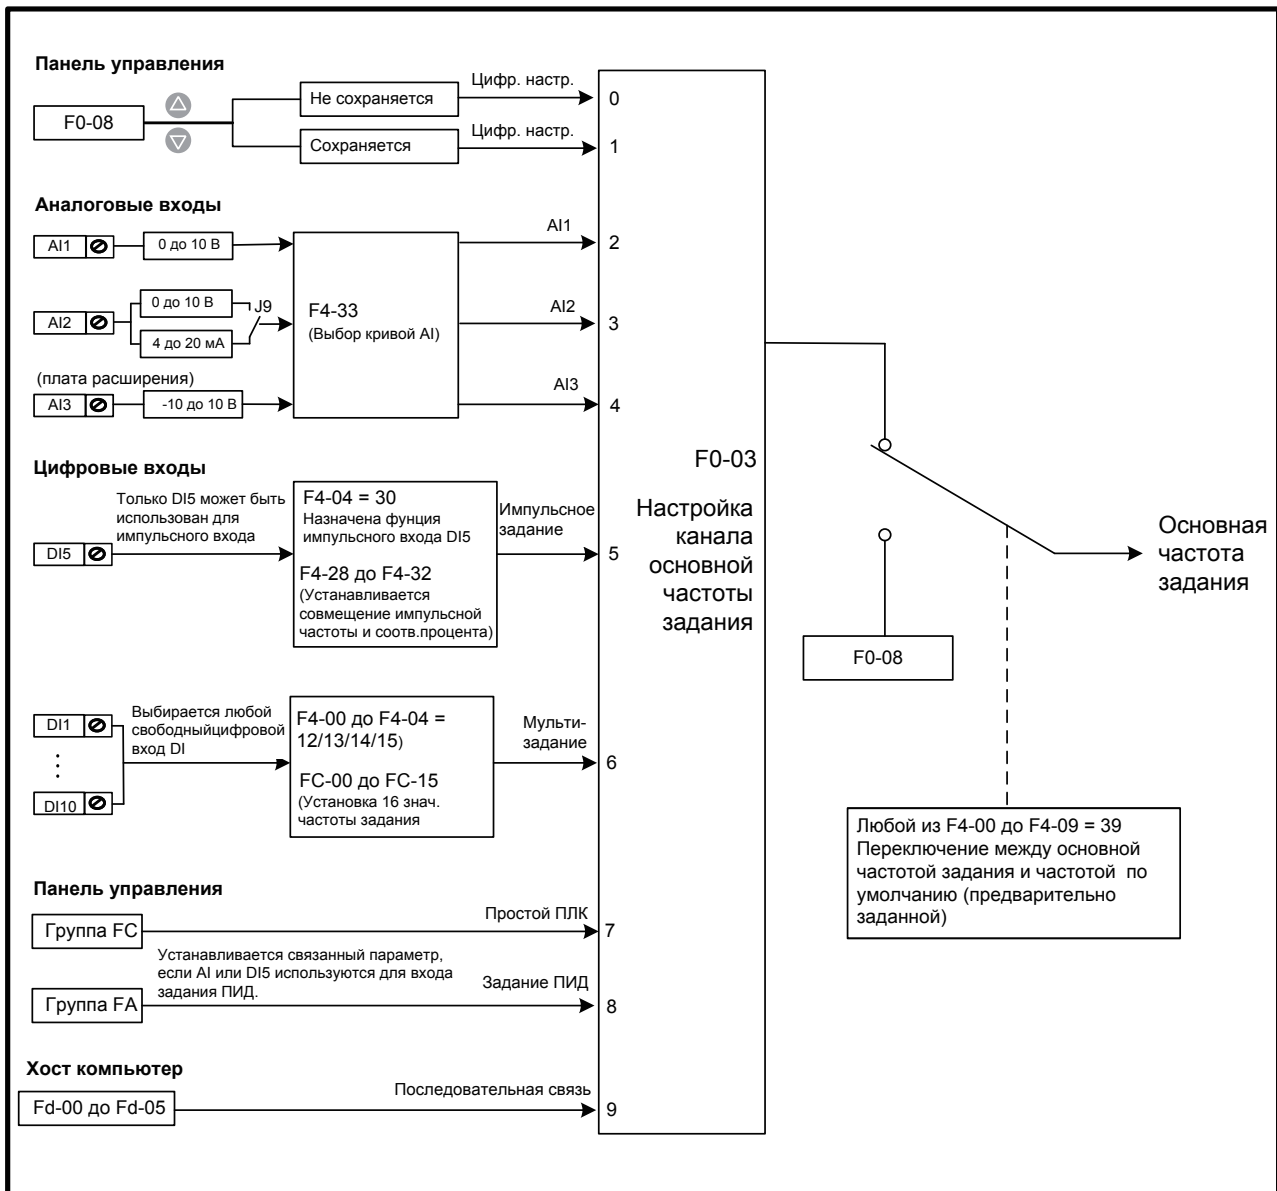 Панель управления
F0-08
Не сохраняется
Цифр. настр.
0
Сохраняется
Цифр. настр.
1
Аналоговые входы
AI1
0 до 10 В
AI1
2
AI2
0 до 10 В
4 до 20 мА
J9
F4-33
(Выбор кривой AI)
AI2
3
(плата расширения)
AI3
-10 до 10 В
AI3
4
Цифровые входы
Только DI5 может быть
использован для
импульсного входа
DI5
F4-04 = 30
Назначена фунция
импульсного входа DI5
F4-28 до F4-32
(Устанавливается
совмещение импульсной
частоты и соотв.процента)
Импульсное
задание
5
DI1
⋮
DI10
Выбирается любой
свободныйцифровой
вход DI
F4-00 до F4-04 =
12/13/14/15)
FC-00 до FC-15
(Установка 16 знач.
частоты задания
Мульти-
задание
6
Панель управления
Группа FC
Простой ПЛК
7
Устанавливается связанный параметр,
если AI или DI5 используются для входа
задания ПИД.
Группа FA
Задание ПИД
8
Хост компьютер
Fd-00 до Fd-05
Последовательная связь
9
F0-03
Настройка
канала
основной
частоты
задания
F0-08
Основная
частота
задания
Любой из F4-00 до F4-09 = 39
Переключение между основной
частотой задания и частотой по
умолчанию (предварительно
заданной)